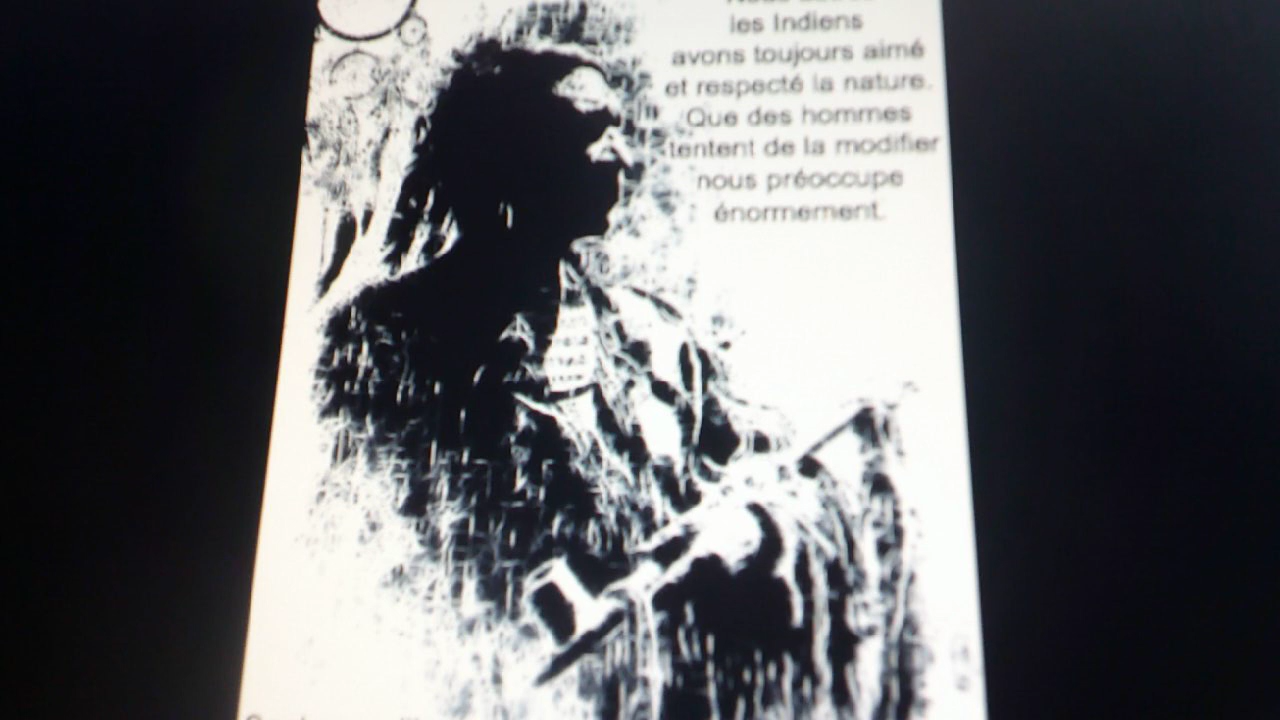 les Indiens
avons toujours aimé
et respecté la nature.
Que des hommes
tentent de la modifier
nous préoccupe
énormement.